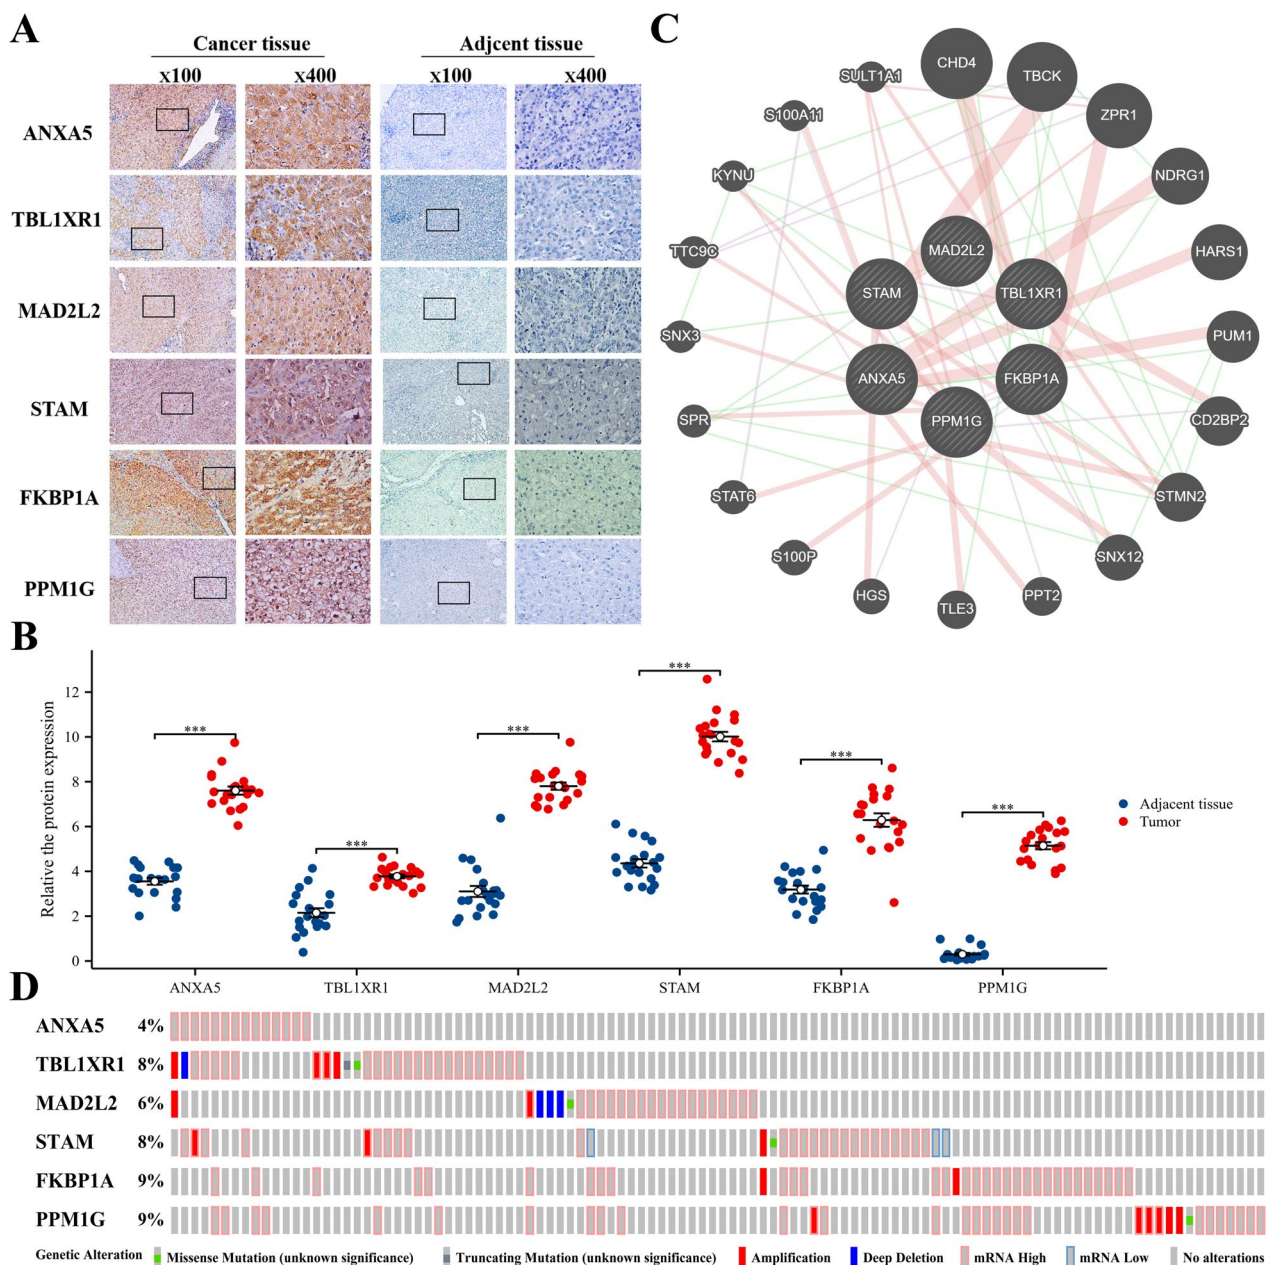 A
Cancer tissue
Adjcent tissue
x100
x400
x100
x400
ANXA5
TBL1XR1
MAD2L2
STAM
FKBP1A
PPM1G
C
CHD4
TBCK
ZPR1
NDRG1
HARS1
PUM1
CD2BP2
STMN2
SNX12
PPT2
TLE3
HGS
S100P
STAT6
SPR
SNX3
TTC9C
KYNU
S100A11
SULT1A1
MAD2L2
STAM
TBL1XR1
ANXA5
FKBP1A
PPM1G
B
Relative the protein expression
12
10
8
6
4
2
0
***
***
***
***
***
***
ANXA5
TBL1XR1
MAD2L2
STAM
FKBP1A
PPM1G
Adjacent tissue
Tumor
D
ANXA5 4%
TBL1XR1 8%
MAD2L2 6%
STAM 8%
FKBP1A 9%
PPM1G 9%
Genetic Alteration Missense Mutation (unknown significance) Truncating Mutation (unknown significance) Amplification Deep Deletion mRNA High mRNA Low No alterations